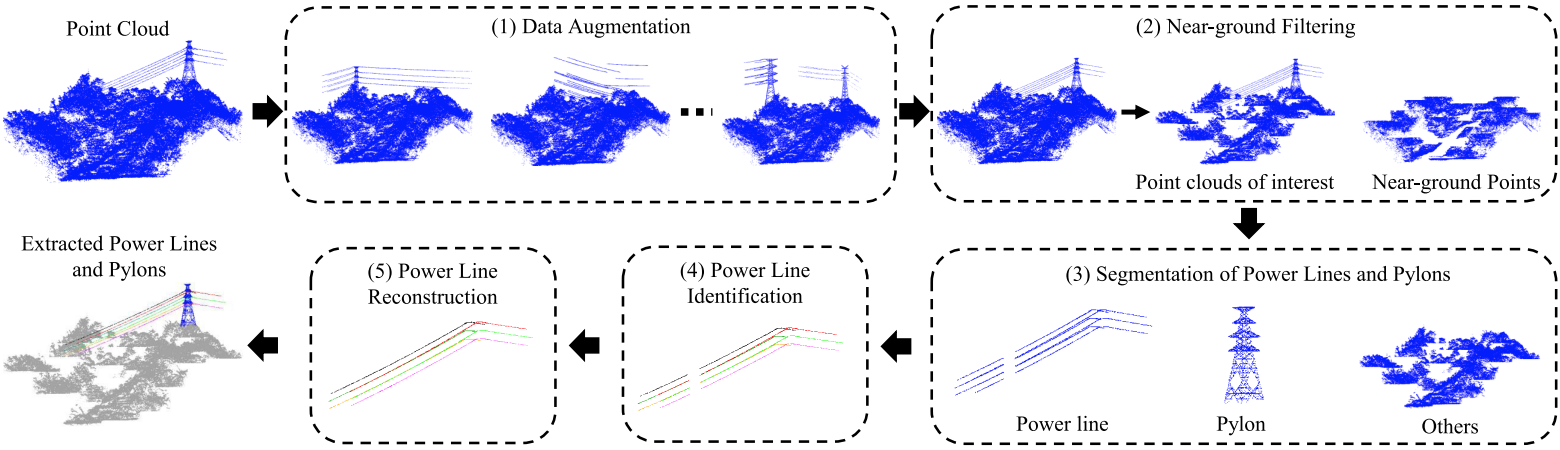 Point Cloud
(1) Data Augmentation
(2) Near-ground Filtering
Point clouds of interest
Near-ground Points
(3) Segmentation of Power Lines and Pylons
Power line
Pylon
Others
(4) Power Line
Identification
(5) Power Line
Reconstruction
Extracted Power Lines
and Pylons